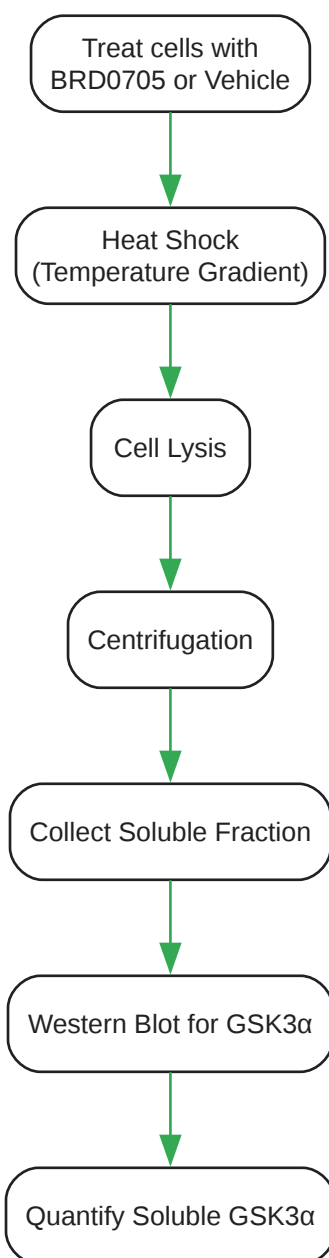 Treat cells with
BRD0705 or Vehicle
Heat Shock
(Temperature Gradient)
Cell Lysis
Centrifugation
Collect Soluble Fraction
Western Blot for GSK3α
Quantify Soluble GSK3α